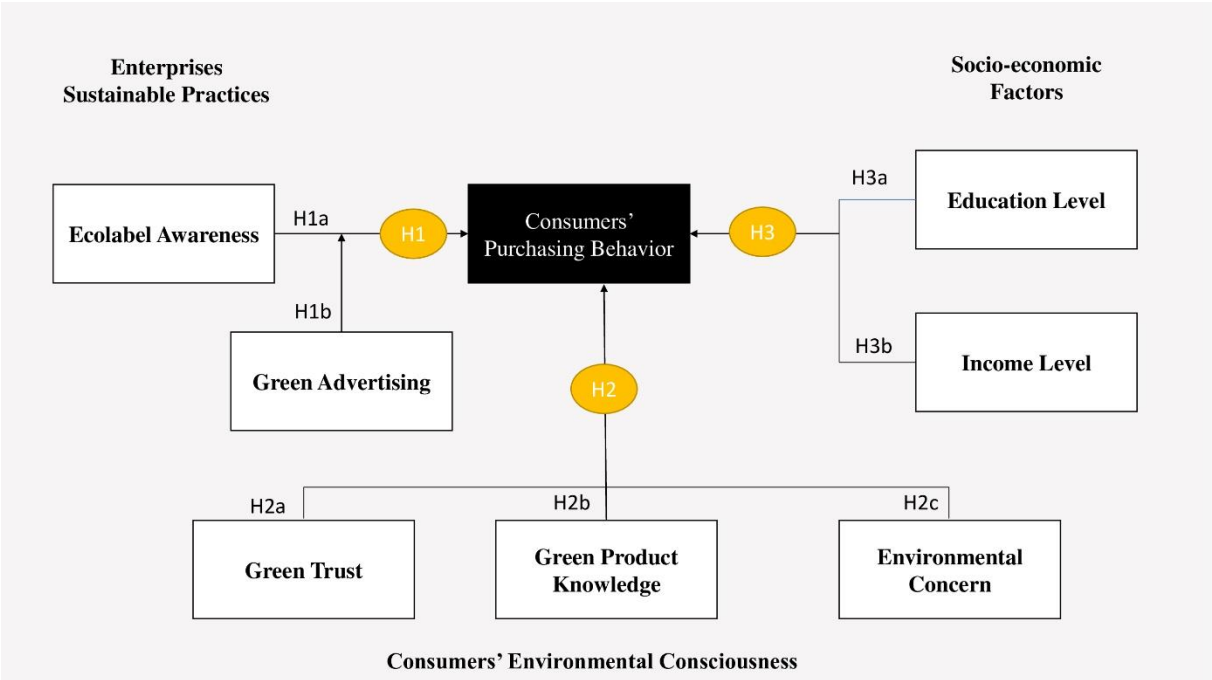 Enterprises
Sustainable Practices
Socio-economic
Factors
Ecolabel Awareness
H1a
H1
Consumers’
Purchasing Behavior
H3
H3a
Education Level
H1b
Green Advertising
H2
H3b
Income Level
H2a
Green Trust
H2b
Green Product
Knowledge
H2c
Environmental
Concern
Consumers’ Environmental Consciousness